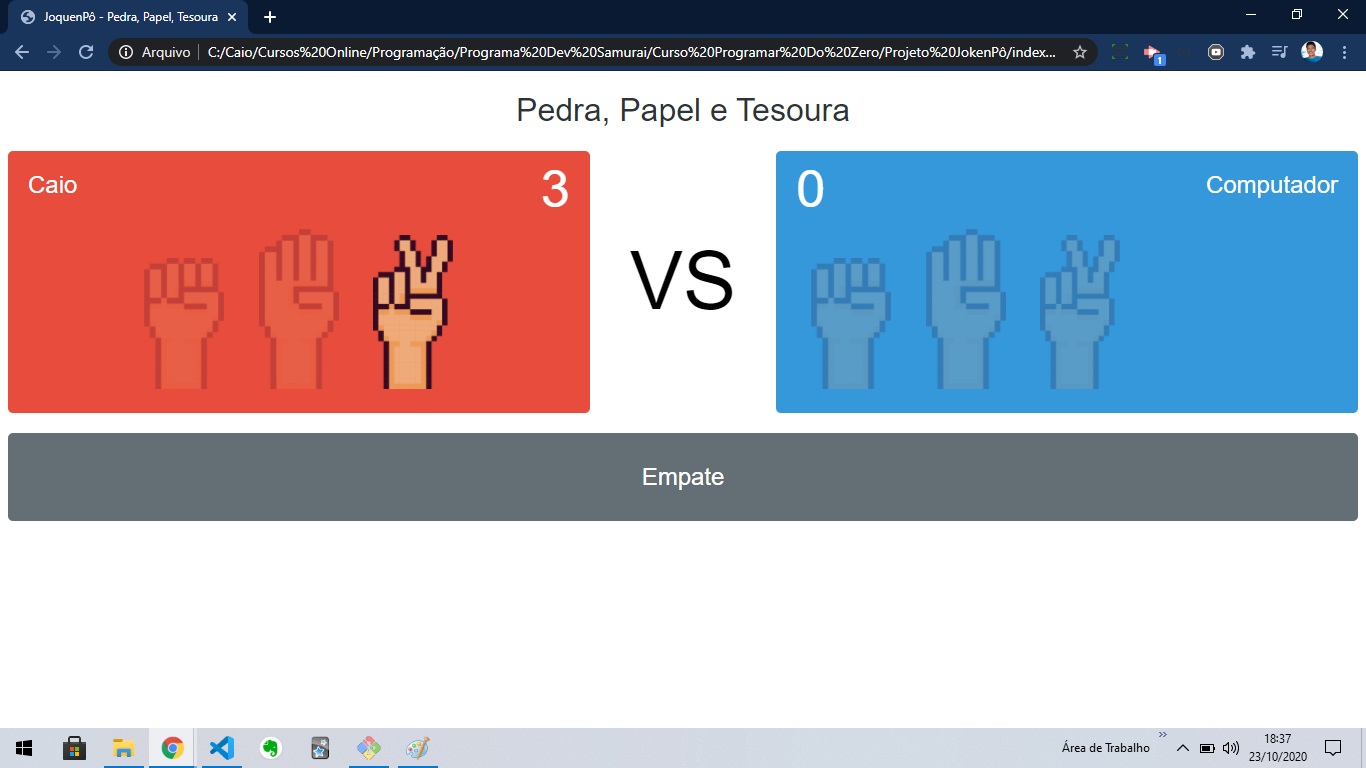 JoquenPô - Pedra, Papel, Tesoura
Arquivo
C:/Caio/Cursos%20Online/Programação/Programa%20Dev%20Samurai/Curso%20Programar%20Do%20Zero/Projeto%20JokenPô/index...
1
Pedra, Papel e Tesoura
Caio
3
VS
0
Computador
Empate
Área de Trabalho
18:37
23/10/2020